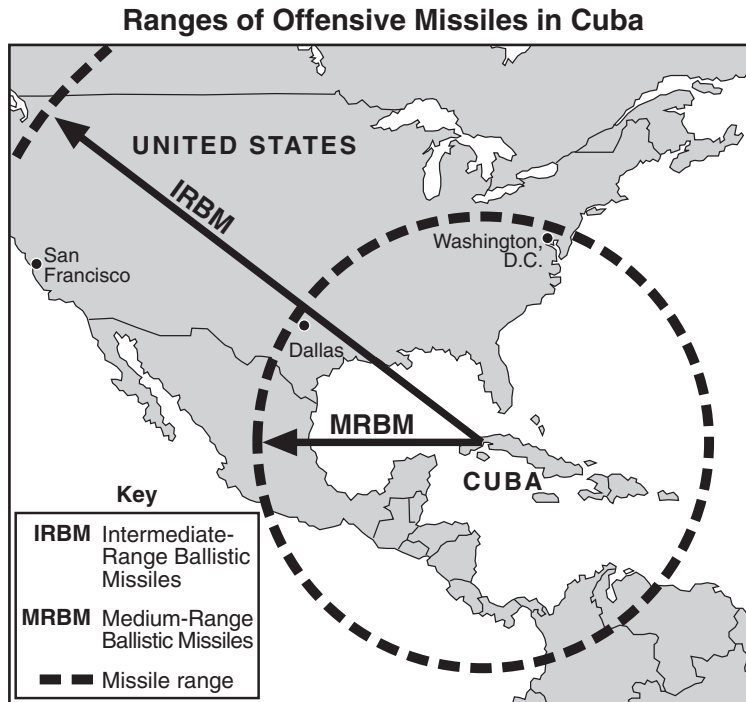 Ranges of Offensive Missiles in Cuba
UNITED STATES
IRBM
San
Francisco
Washington,
D.C.
Dallas
MRBM
CUBA
Key
IRBM Intermediate-
Range Ballistic
Missiles
MRBM Medium-Range
Ballistic Missiles
Missile range